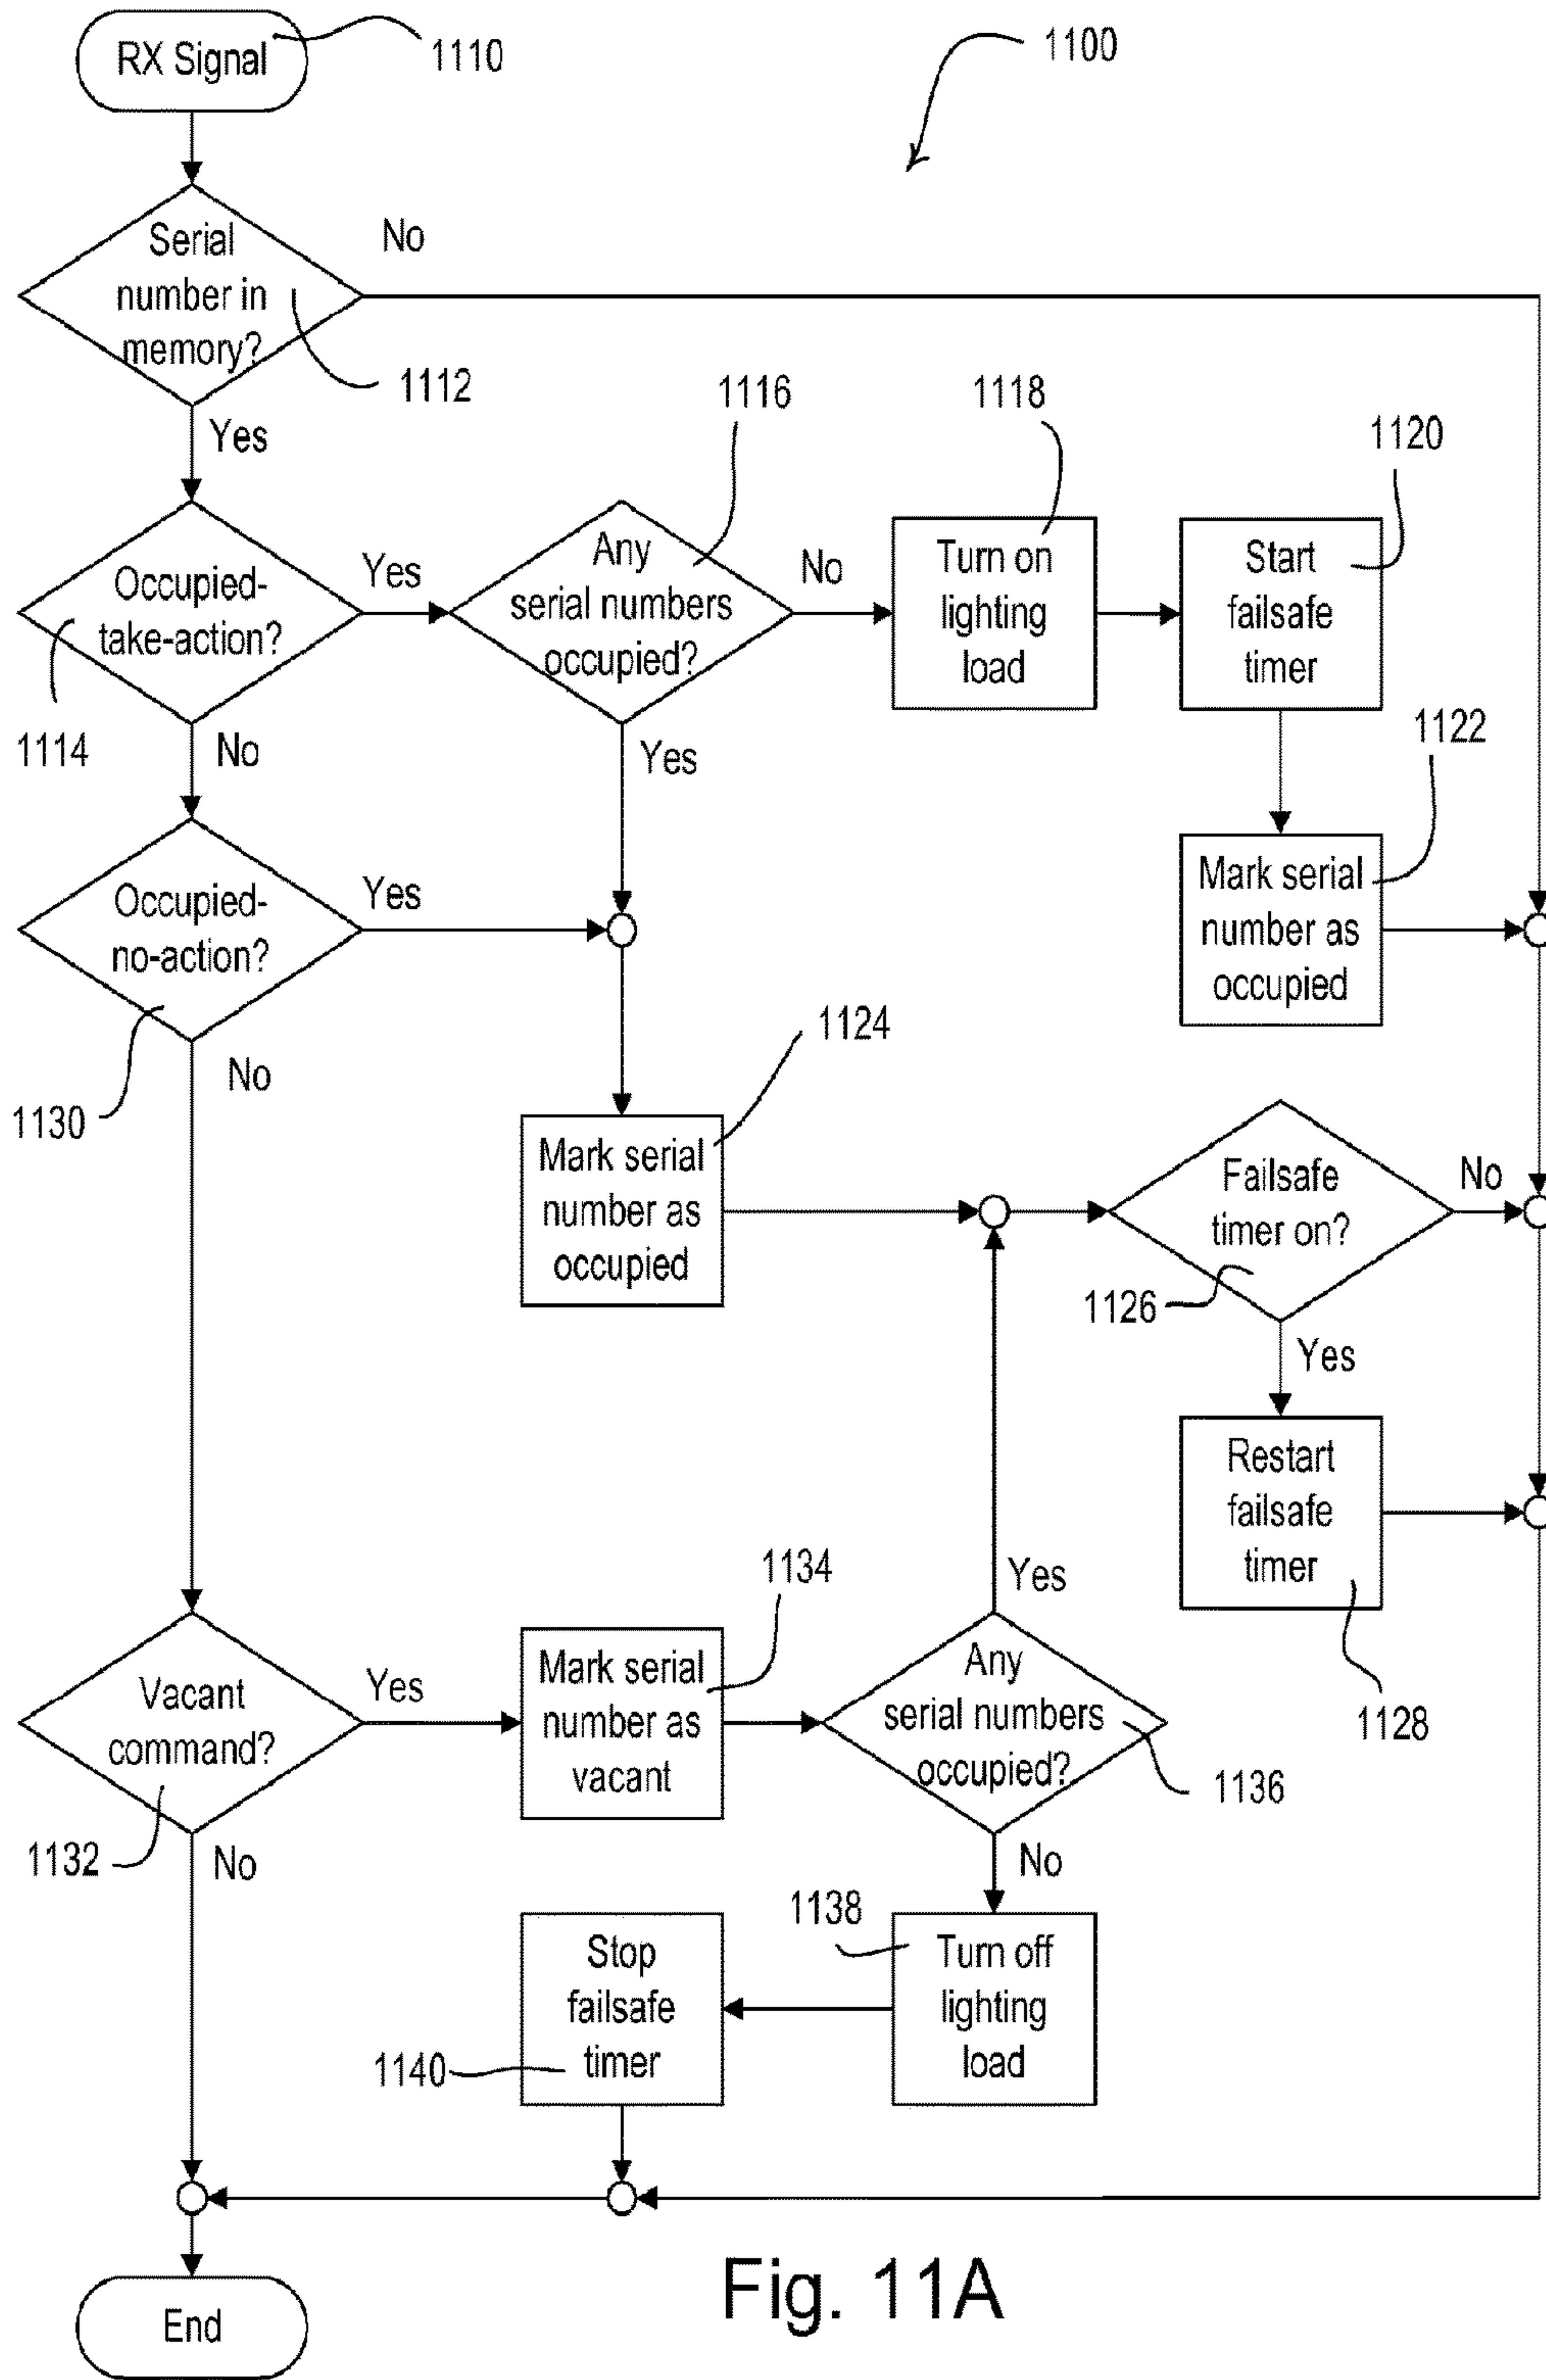 RX Signal
1110
1100
Serial
number in
memory?
No
1112
Yes
1116
1118
1120
Occupied-
take-action?
Yes
Any
serial numbers
occupied?
No
Turn on
lighting
load
Start
failsafe
timer
1114
No
Yes
1122
Occupied-
no-action?
Yes
Mark serial
number as
occupied
1130
No
1124
Mark serial
number as
occupied
Failsafe
timer on?
No
1126
Yes
Restart
failsafe
timer
1128
Vacant
command?
Yes
1134
Mark serial
number as
vacant
Yes
Any
serial numbers
occupied?
1136
1132
No
No
1138
Stop
failsafe
timer
1140
Turn off
lighting
load
End
Fig. 11A